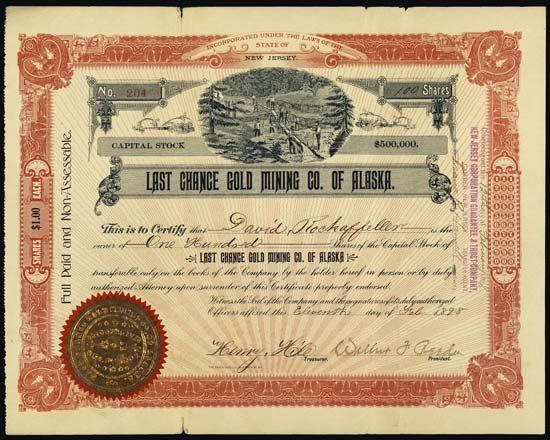 INCORPORATED UNDER THE LAWS OF THE
STATE OF
NEW JERSEY.
No. 204
100 Shares
CAPITAL STOCK
$500,000.
LAST CHANCE GOLD MINING CO. OF ALASKA.
This is to Certify that David Rockaffeller is the
owner of One Hundred Shares of the Capital Stock of
LAST CHANCE GOLD MINING CO. OF ALASKA
transferable only on the books of the Company by the holder hereof in person or by duly
authorized Attorney upon surrender of this Certificate properly endorsed.
Witness the Seal of the Company and the signatures of its duly authorized
Officers affixed this Eleventh day of Feb. 1898
Henry
Treasurer.
Wilbur F.
President.
Full Paid and Non-Assessable.
SHARES $1.00 EACH.
NEW JERSEY CORPORATION GUARANTEE & TRUST COMPANY